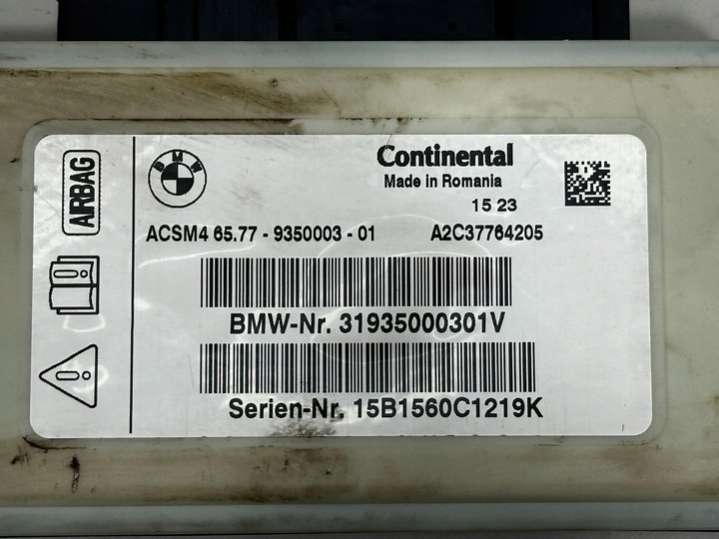 AIRBAG
BMW
Continental
Made in Romania
15 23
ACSM4 65.77 - 9350003 - 01 A2C37764205
BMW-Nr. 31935000301V
Serien-Nr. 15B1560C1219K